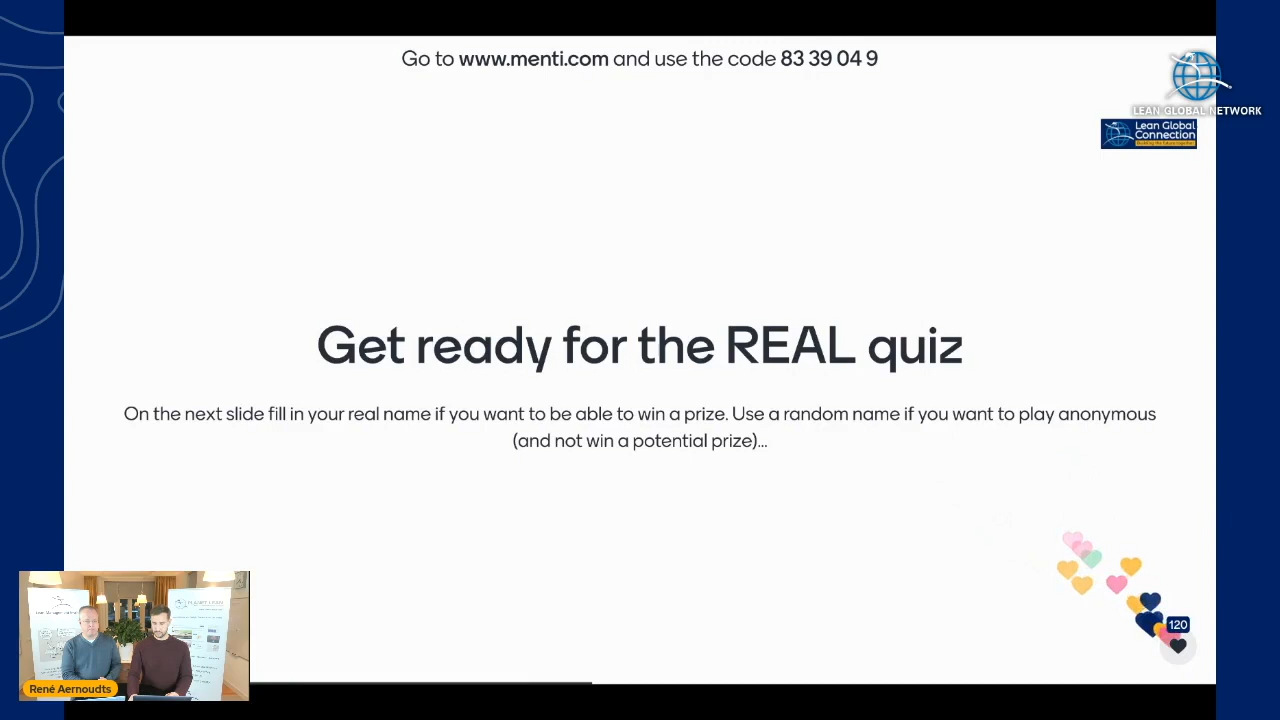 Go to www.menti.com and use the code 83 39 04 9
LEAN GLOBAL NETWORK
Lean Global
Connection
Get ready for the REAL quiz
On the next slide fill in your real name if you want to be able to win a prize. Use a random name if you want to play anonymous
(and not win a potential prize)...
120
PLANET LEAN
René Aernoudts